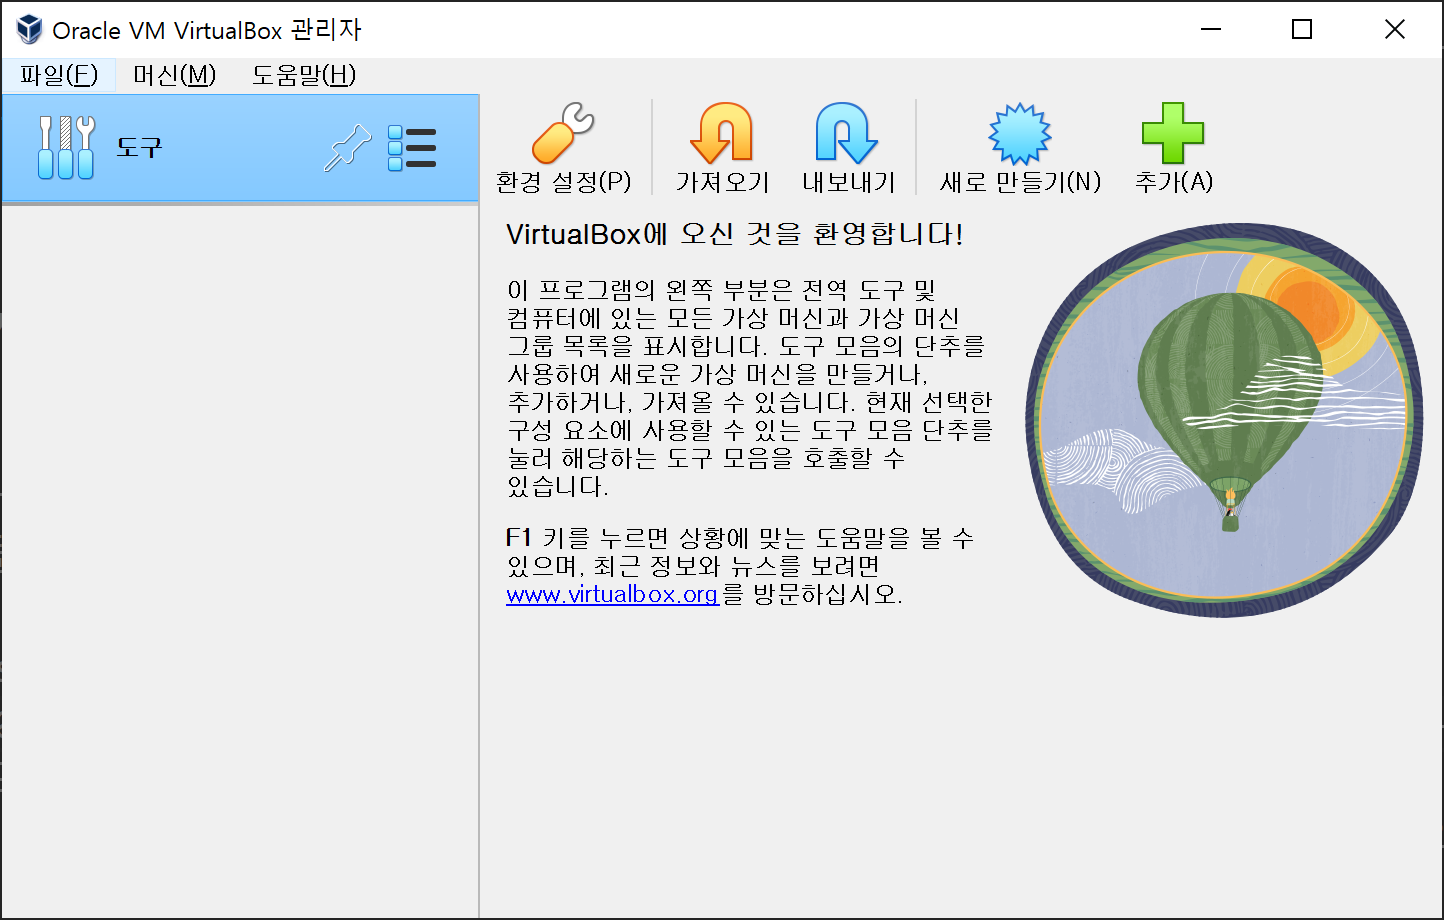 Oracle VM VirtualBox 관리자
파일(F) 머신(M) 도움말(H)
도구
환경 설정(P) 가져오기 내보내기 새로 만들기(N) 추가(A)
VirtualBox에 오신 것을 환영합니다!
이 프로그램의 왼쪽 부분은 전역 도구 및
컴퓨터에 있는 모든 가상 머신과 가상 머신
그룹 목록을 표시합니다. 도구 모음의 단추를
사용하여 새로운 가상 머신을 만들거나,
추가하거나, 가져올 수 있습니다. 현재 선택한
구성 요소에 사용할 수 있는 도구 모음 단추를
눌러 해당하는 도구 모음을 호출할 수
있습니다.
F1 키를 누르면 상황에 맞는 도움말을 볼 수
있으며, 최근 정보와 뉴스를 보려면
www.virtualbox.org를 방문하십시오.